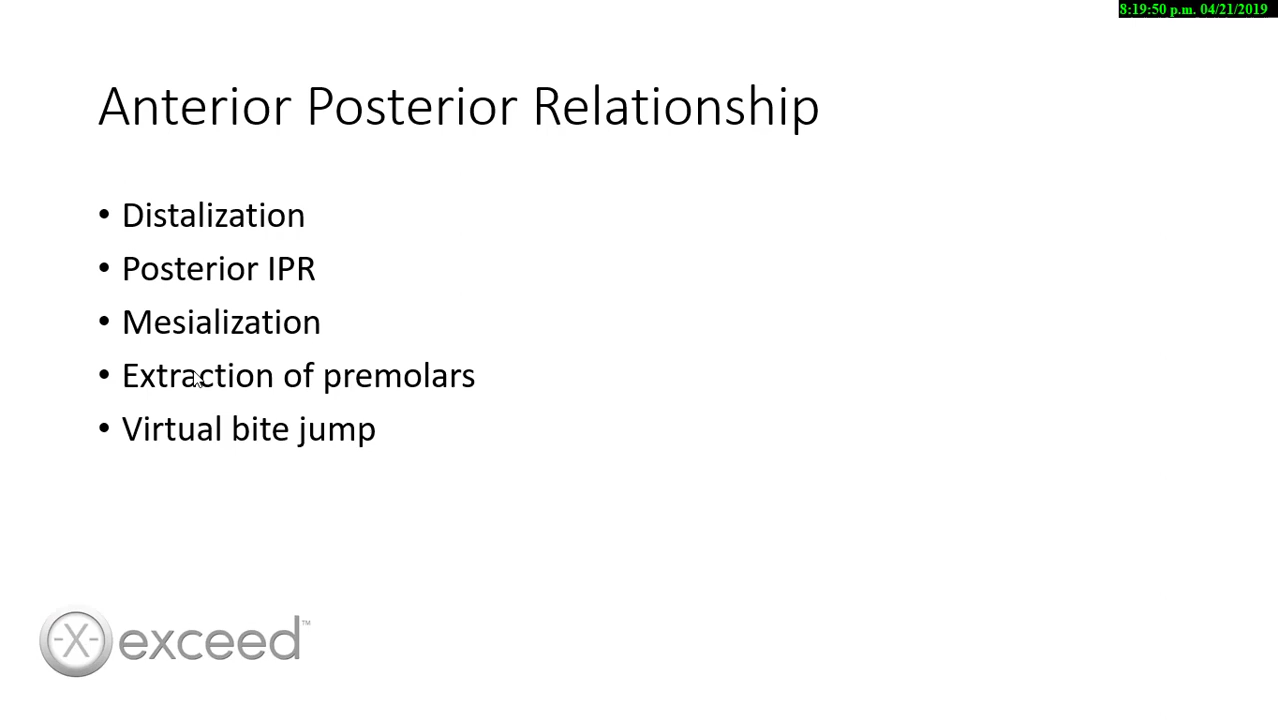 8:19:50 p.m. 04/21/2019
Anterior Posterior Relationship
• Distalization
• Posterior IPR
• Mesialization
• Extraction of premolars
• Virtual bite jump
-X- exceed™